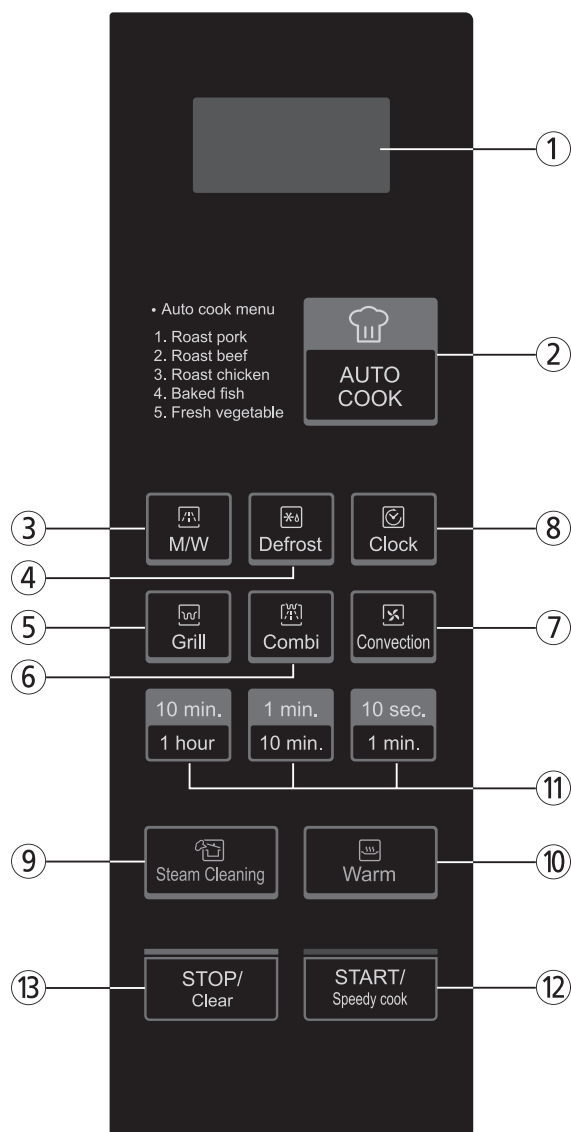 ①
• Auto cook menu
1. Roast pork
2. Roast beef
3. Roast chicken
4. Baked fish
5. Fresh vegetable
AUTO
COOK
②
③
M/W
Defrost
Clock
⑧
④
⑤
Grill
Combi
Convection
⑦
⑥
10 min.
1 hour
1 min.
10 min.
10 sec.
1 min.
⑪
⑨
Steam Cleaning
Warm
⑩
⑬
STOP/
Clear
START/
Speedy cook
⑫